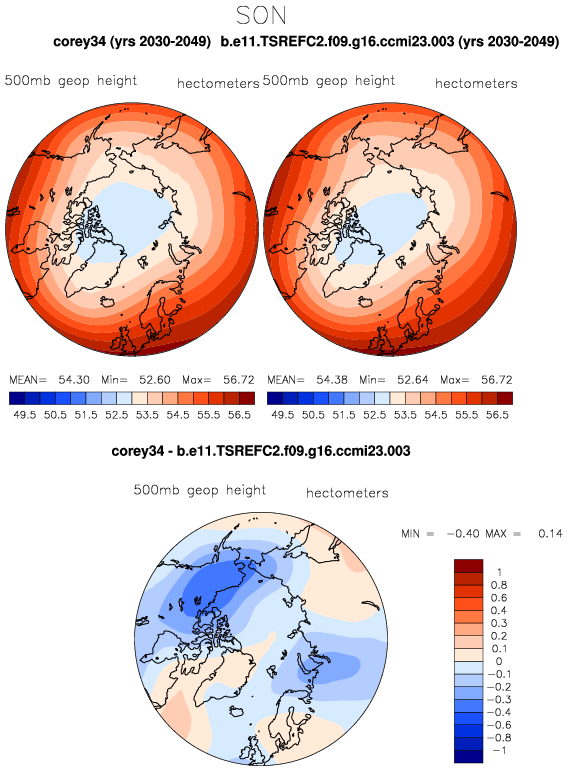 SON
corey34 (yrs 2030-2049) b.e11.TSREFC2.f09.g16.ccmi23.003 (yrs 2030-2049)
500mb geop height hectometers 500mb geop height hectometers
MEAN= 54.30 Min= 52.60 Max= 56.72 MEAN= 54.38 Min= 52.64 Max= 56.72
49.5 50.5 51.5 52.5 53.5 54.5 55.5 56.5 49.5 50.5 51.5 52.5 53.5 54.5 55.5 56.5
corey34 - b.e11.TSREFC2.f09.g16.ccmi23.003
500mb geop height hectometers
MIN = -0.40 MAX = 0.14
1
0.8
0.6
0.4
0.3
0.2
0.1
0
-0.1
-0.2
-0.3
-0.4
-0.6
-0.8
-1